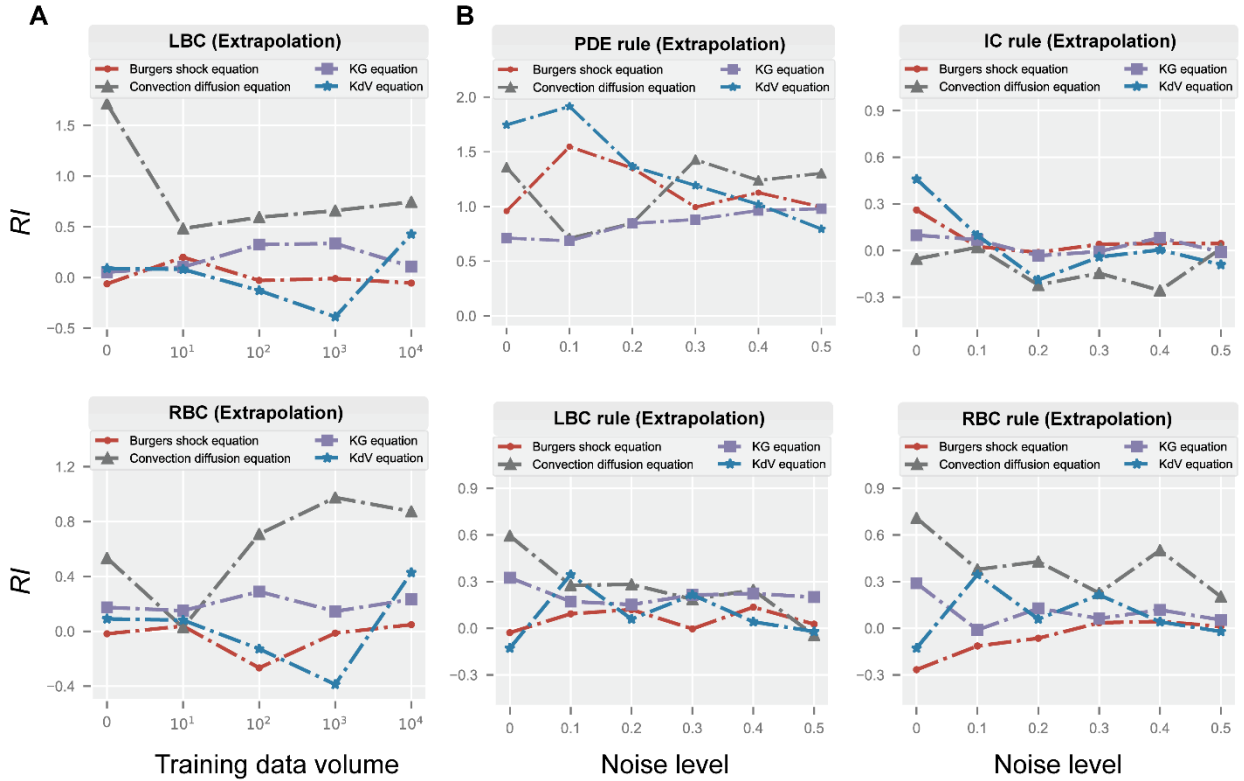 A
LBC (Extrapolation)
Burgers shock equation
Convection diffusion equation
KG equation
KdV equation
1.5
1.0
0.5
0.0
−0.5
RI
0
10¹
10²
10³
10⁴
RBC (Extrapolation)
Burgers shock equation
Convection diffusion equation
KG equation
KdV equation
1.2
0.8
0.4
0.0
−0.4
RI
0
10¹
10²
10³
10⁴
Training data volume
B
PDE rule (Extrapolation)
Burgers shock equation
Convection diffusion equation
KG equation
KdV equation
2.0
1.5
1.0
0.5
0.0
0
0.1
0.2
0.3
0.4
0.5
IC rule (Extrapolation)
Burgers shock equation
Convection diffusion equation
KG equation
KdV equation
0.9
0.6
0.3
0.0
−0.3
0
0.1
0.2
0.3
0.4
0.5
LBC rule (Extrapolation)
Burgers shock equation
Convection diffusion equation
KG equation
KdV equation
0.9
0.6
0.3
0.0
−0.3
0
0.1
0.2
0.3
0.4
0.5
Noise level
RBC rule (Extrapolation)
Burgers shock equation
Convection diffusion equation
KG equation
KdV equation
0.9
0.6
0.3
0.0
−0.3
0
0.1
0.2
0.3
0.4
0.5
Noise level